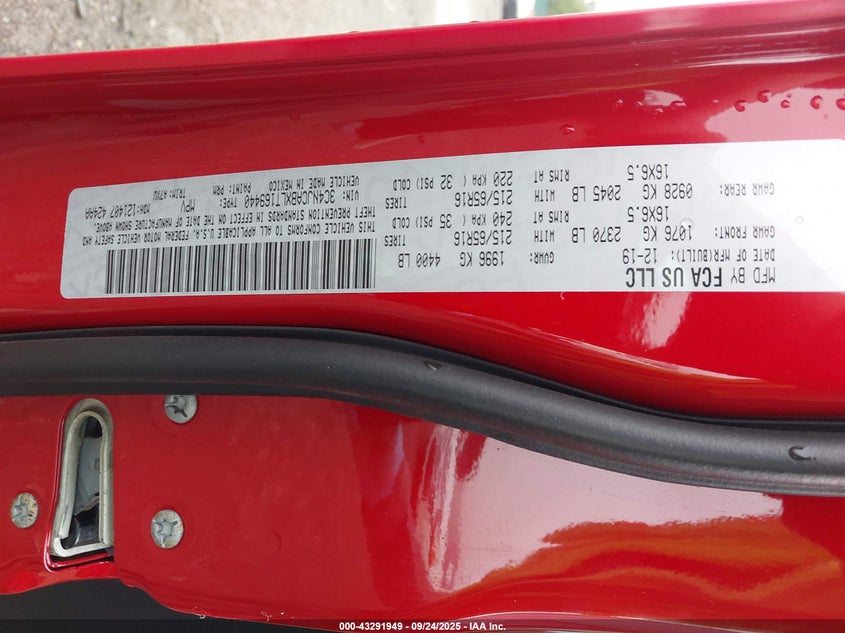 MFD BY FCA US LLC
DATE OF MFR(BUILT): 12-19 GVWR: 1996 KG 4400 LB
GAWR FRONT: 1076 KG 2370 LB WITH 215/65R16 TIRES
16X6.5 RIMS AT 240 KPA ( 35 PSI) COLD
GAWR REAR: 0928 KG 2045 LB WITH 215/65R16 TIRES
16X6.5 RIMS AT 220 KPA ( 32 PSI) COLD
THIS VEHICLE CONFORMS TO ALL APPLICABLE U.S.A. FEDERAL MOTOR VEHICLE SAFETY AND
THEFT PREVENTION STANDARDS IN EFFECT ON THE DATE OF MANUFACTURE SHOWN ABOVE.
VIN: 3C4NJCABXLT169440 TYPE: MPV MDH:121407 424AA
VEHICLE MADE IN MEXICO PAINT: PRM TRIM:
000-43291949 - 09/24/2025 - IAA Inc.